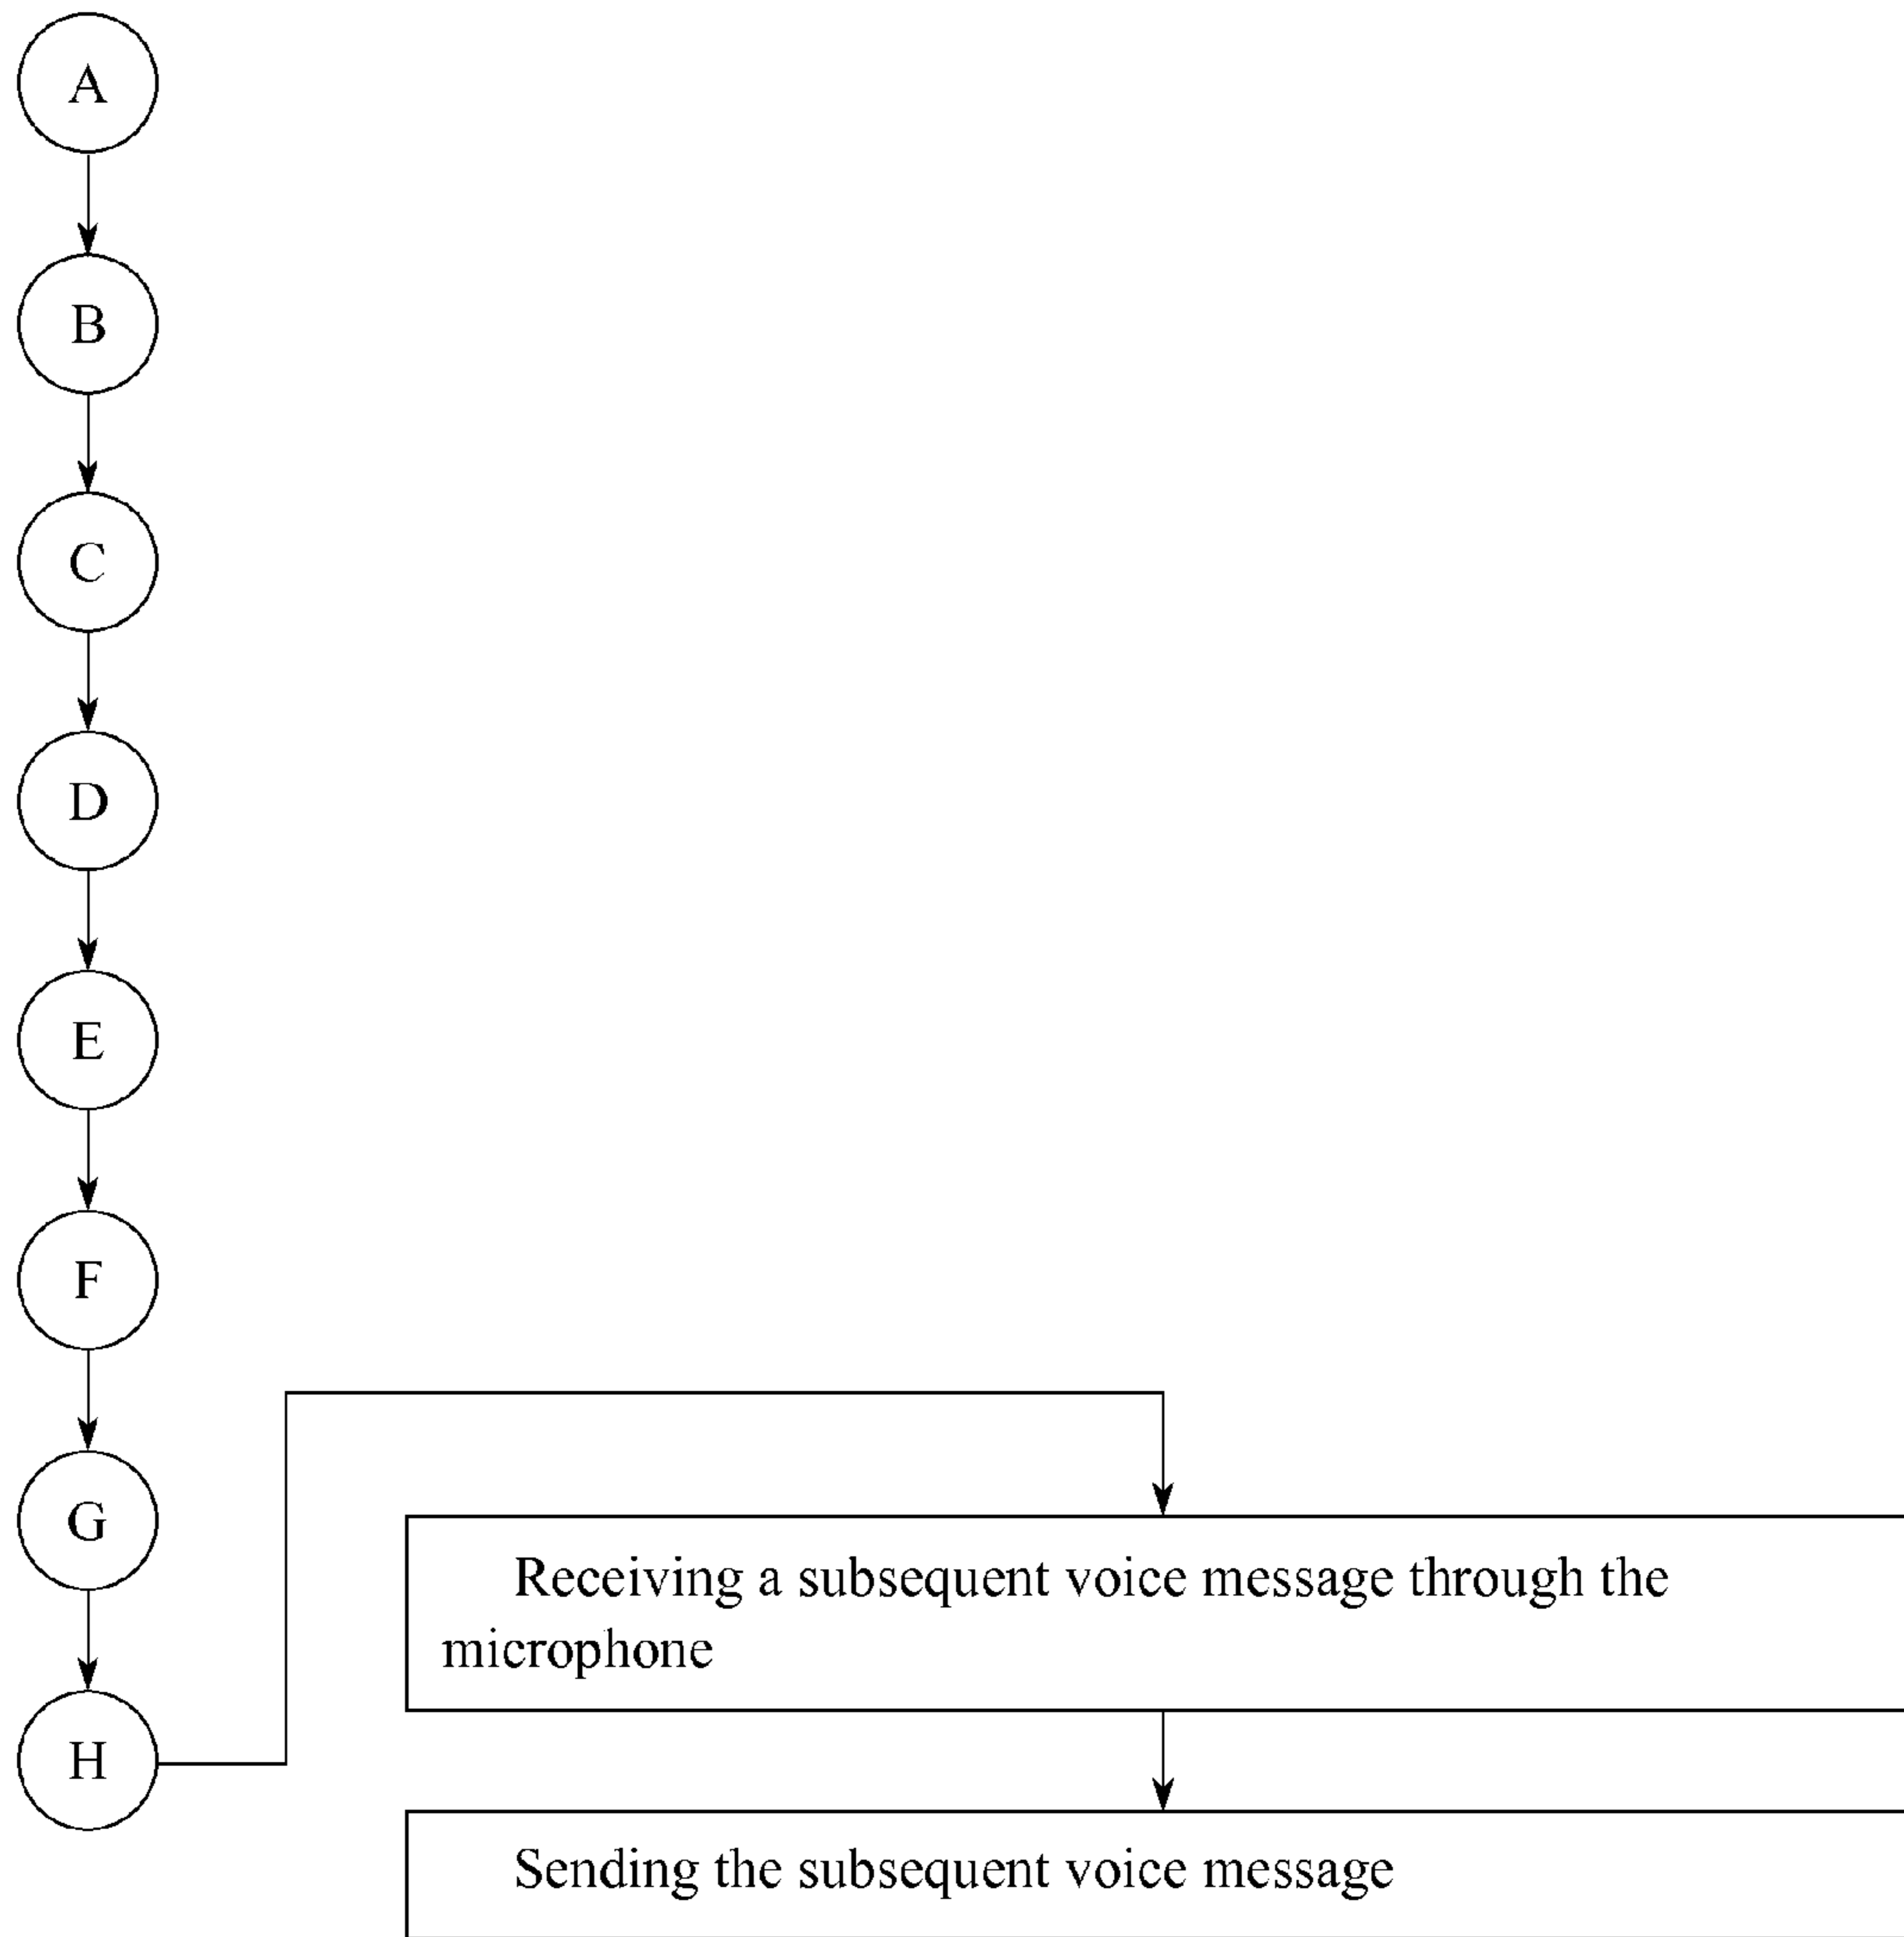 A
B
C
D
E
F
G
H
Receiving a subsequent voice message through the
microphone
Sending the subsequent voice message